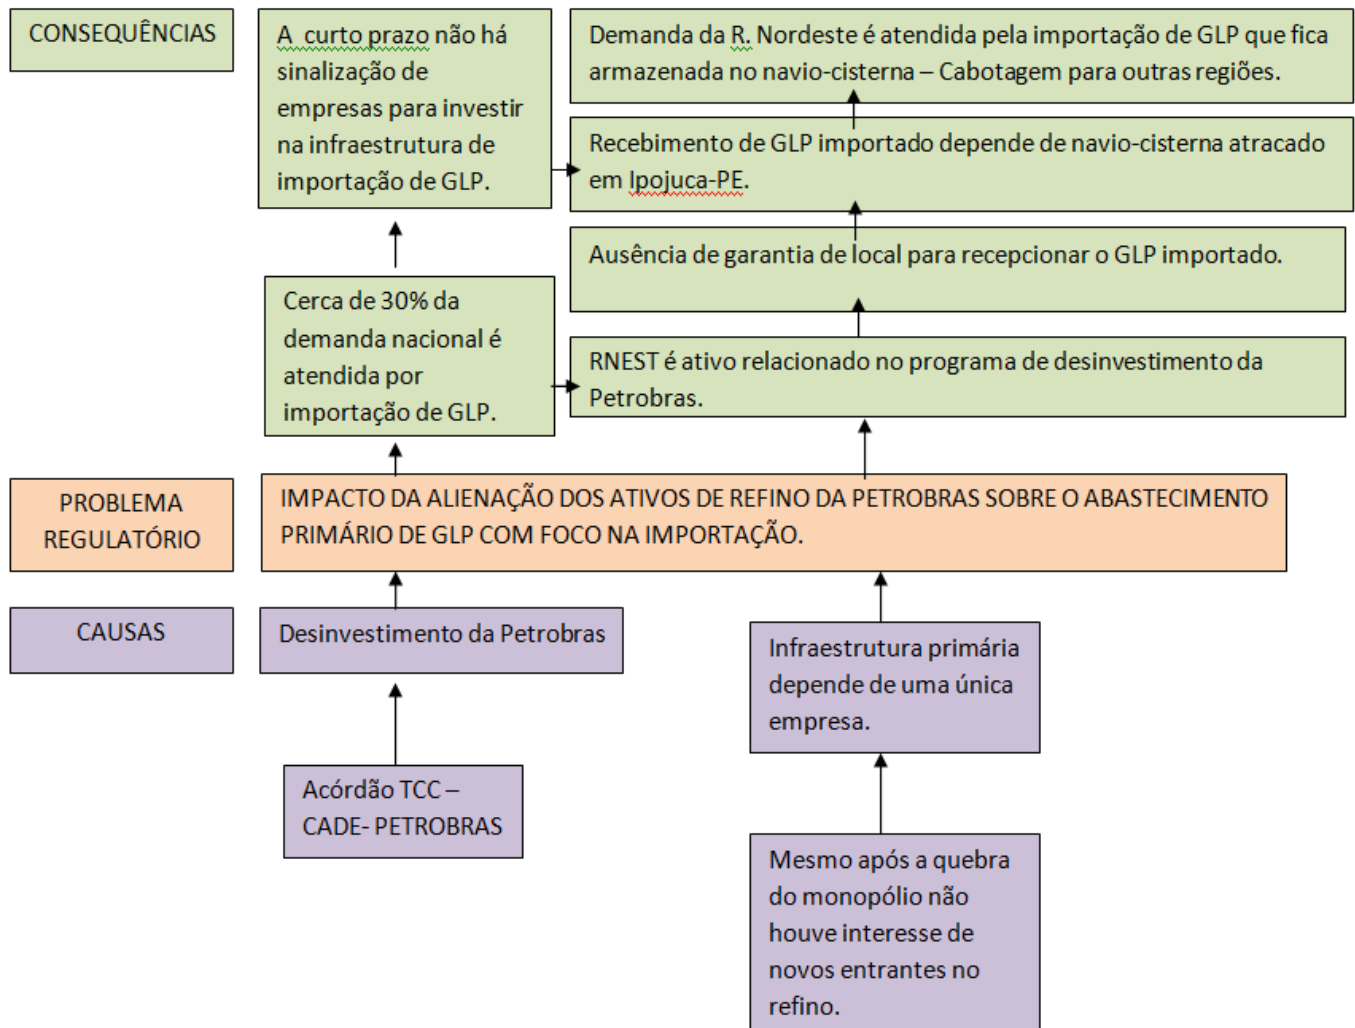 CONSEQUÊNCIAS
A curto prazo não há
sinalização de
empresas para investir
na infraestrutura de
importação de GLP.
Demanda da R. Nordeste é atendida pela importação de GLP que fica
armazenada no navio-cisterna – Cabotagem para outras regiões.
Recebimento de GLP importado depende de navio-cisterna atracado
em Ipojuca-PE.
Ausência de garantia de local para recepcionar o GLP importado.
Cerca de 30% da
demanda nacional é
atendida por
importação de GLP.
RNEST é ativo relacionado no programa de desinvestimento da
Petrobras.
PROBLEMA
REGULATÓRIO
IMPACTO DA ALIENAÇÃO DOS ATIVOS DE REFINO DA PETROBRAS SOBRE O ABASTECIMENTO
PRIMÁRIO DE GLP COM FOCO NA IMPORTAÇÃO.
CAUSAS
Desinvestimento da Petrobras
Infraestrutura primária
depende de uma única
empresa.
Acórdão TCC –
CADE- PETROBRAS
Mesmo após a quebra
do monopólio não
houve interesse de
novos entrantes no
refino.